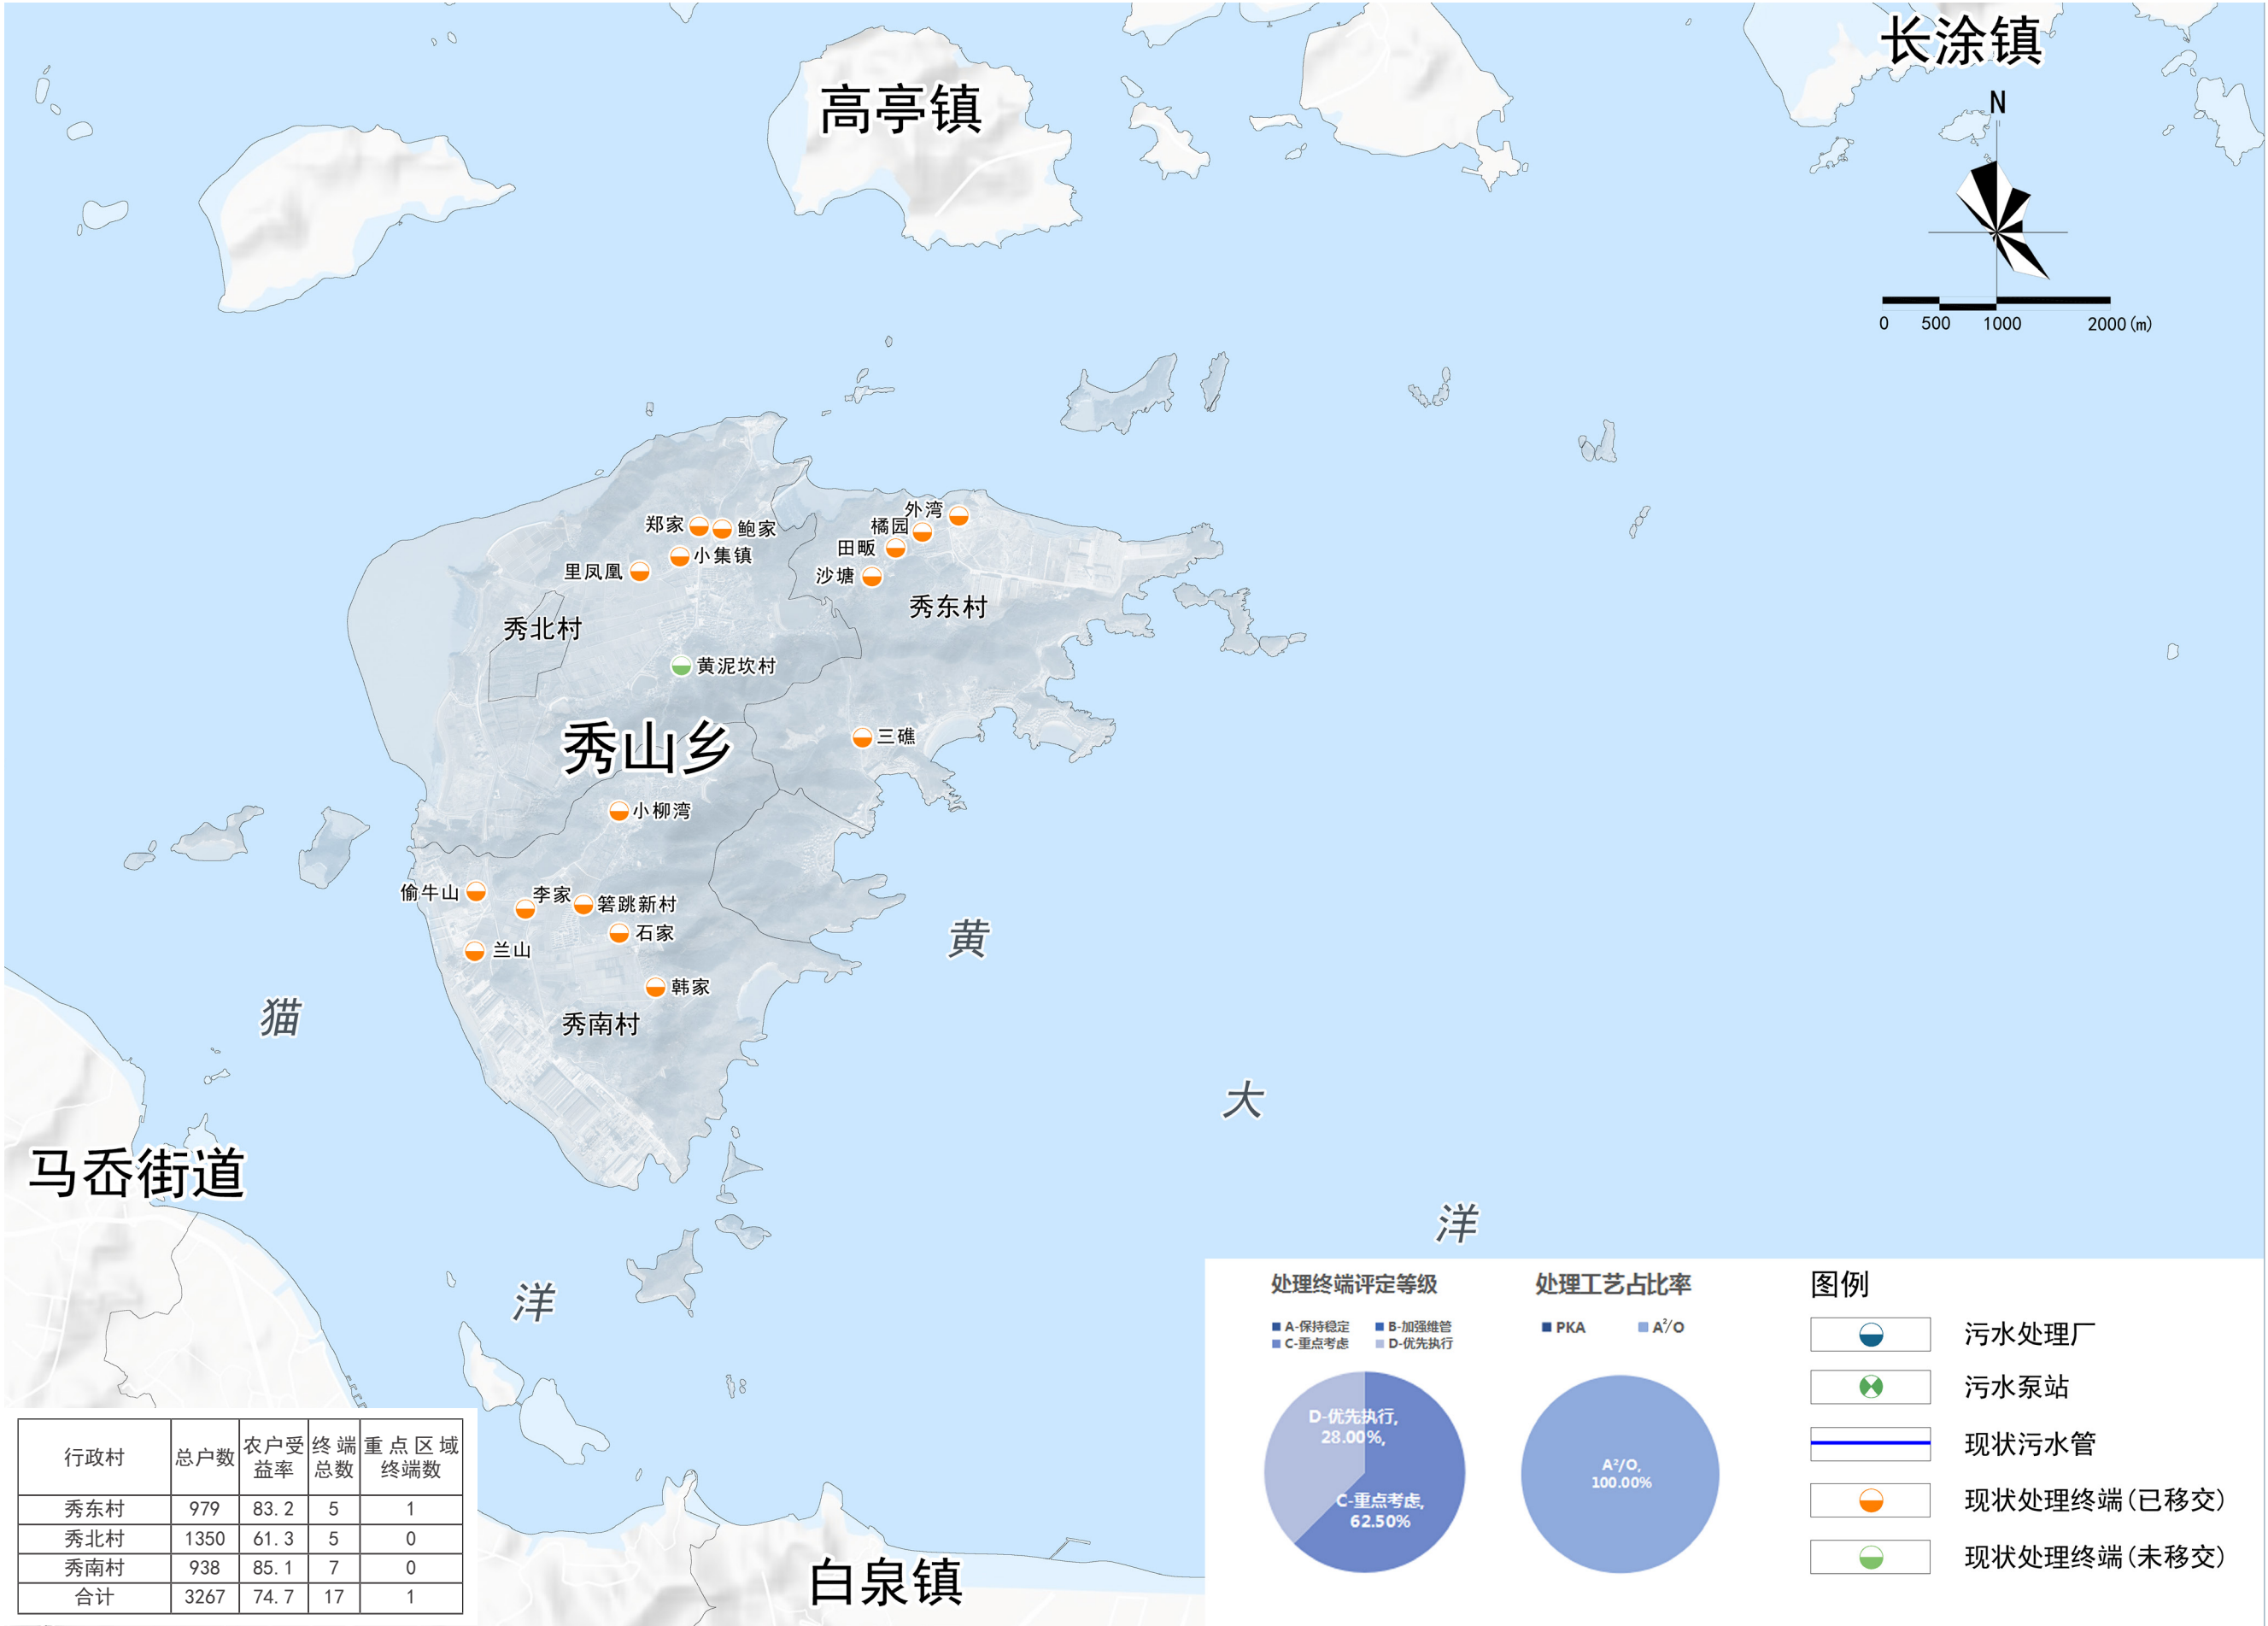 长涂镇
高亭镇
N
0 500 1000 2000(m)
外湾
橘园
郑家
鲍家
田畈
小集镇
里凤凰
沙塘
秀东村
秀北村
黄泥坎村
秀山乡
三礁
小柳湾
偷牛山
李家
箬跳新村
石家
兰山
韩家
秀南村
黄
猫
大
马岙街道
洋
洋
白泉镇
处理终端评定等级
A-保持稳定 B-加强维管
C-重点考虑 D-优先执行
D-优先执行,
28.00%,
C-重点考虑,
62.50%
处理工艺占比率
PKA A²/O
A²/O,
100.00%
图例
污水处理厂
污水泵站
现状污水管
现状处理终端(已移交)
现状处理终端(未移交)
行政村 总户数 农户受益率 终端总数 重点区域终端数
秀东村 979 83.2 5 1
秀北村 1350 61.3 5 0
秀南村 938 85.1 7 0
合计 3267 74.7 17 1